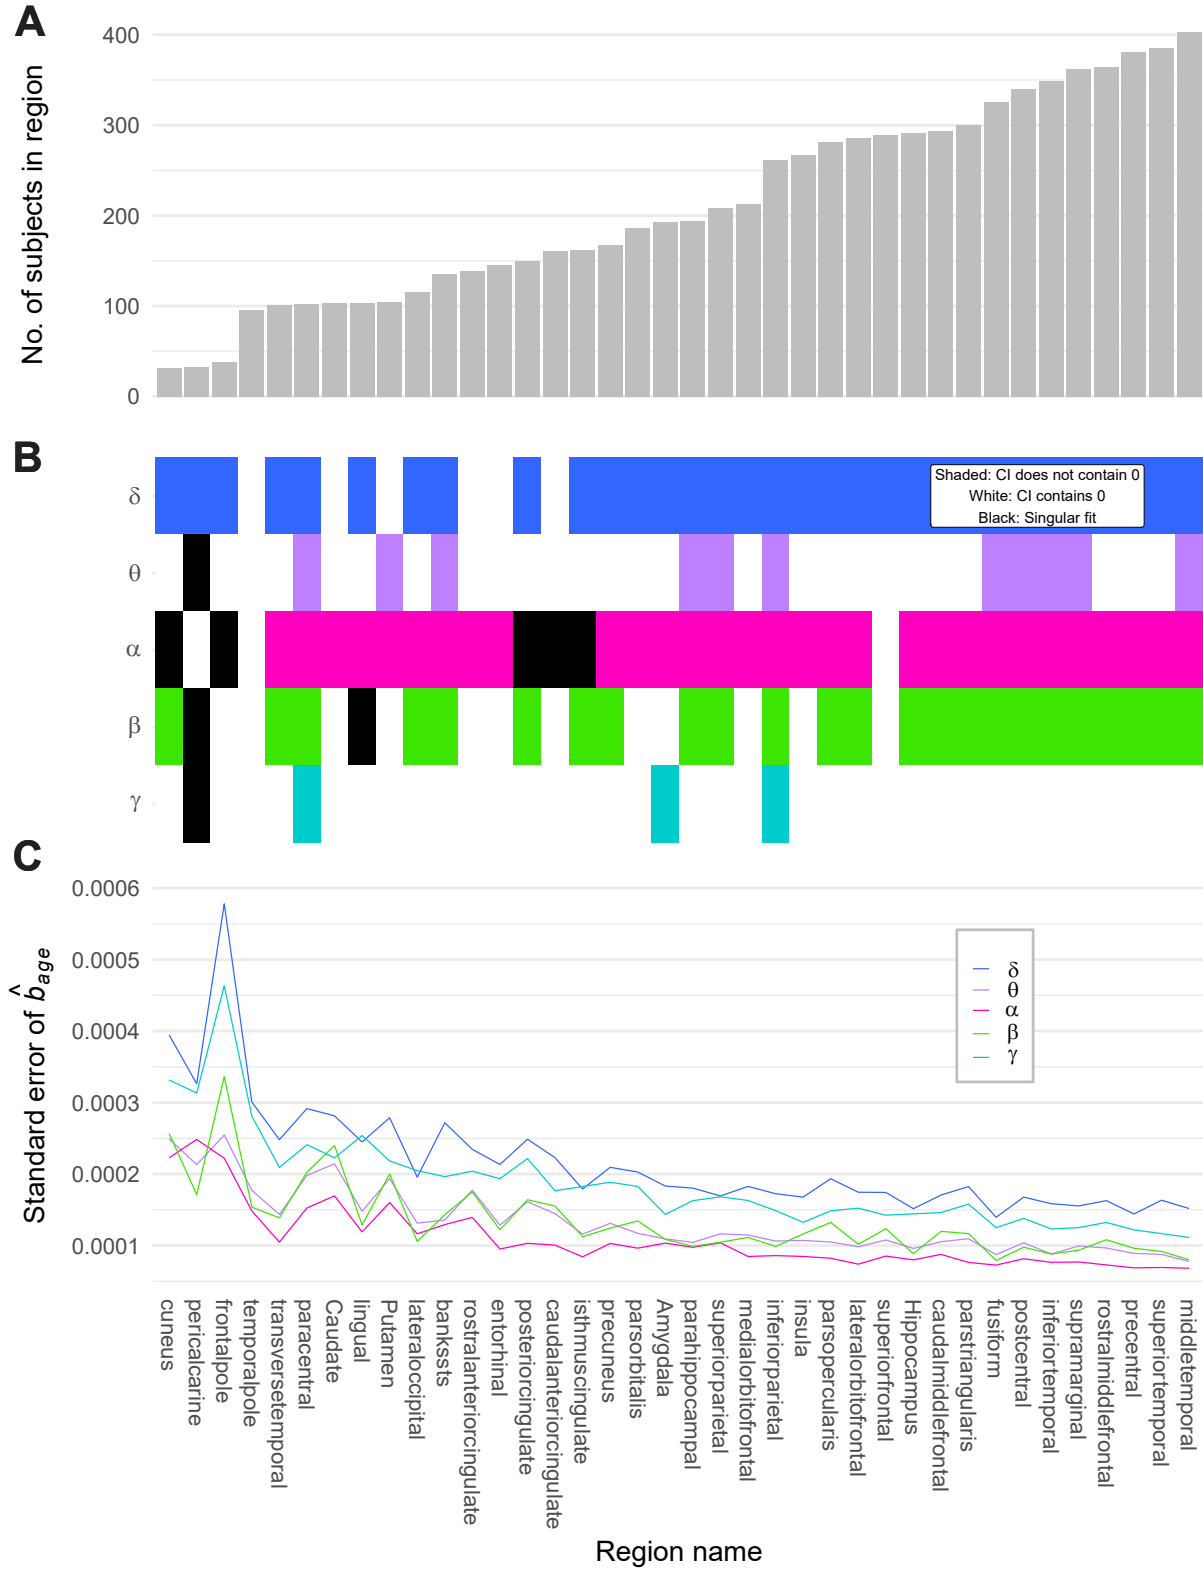 A
No. of subjects in region
400
300
200
100
0
B
δ
θ
α
β
γ
Shaded: CI does not contain 0
White: CI contains 0
Black: Singular fit
C
Standard error of b̂age
0.0006
0.0005
0.0004
0.0003
0.0002
0.0001
δ
θ
α
β
γ
cuneus
pericalcarine
frontalpole
temporalpole
transversetemporal
paracentral
Caudate
lingual
Putamen
lateraloccipital
bankssts
rostralanteriorcingulate
entorhinal
posteriorcingulate
caudalanteriorcingulate
isthmuscingulate
precuneus
parsorbitalis
Amygdala
parahippocampal
superiorparietal
medialorbitofrontal
inferiorparietal
insula
parsopercularis
lateralorbitofrontal
superiorfrontal
Hippocampus
caudalmiddlefrontal
parstriangularis
fusiform
postcentral
inferiortemporal
supramarginal
rostralmiddlefrontal
precentral
superiortemporal
middletemporal
Region name